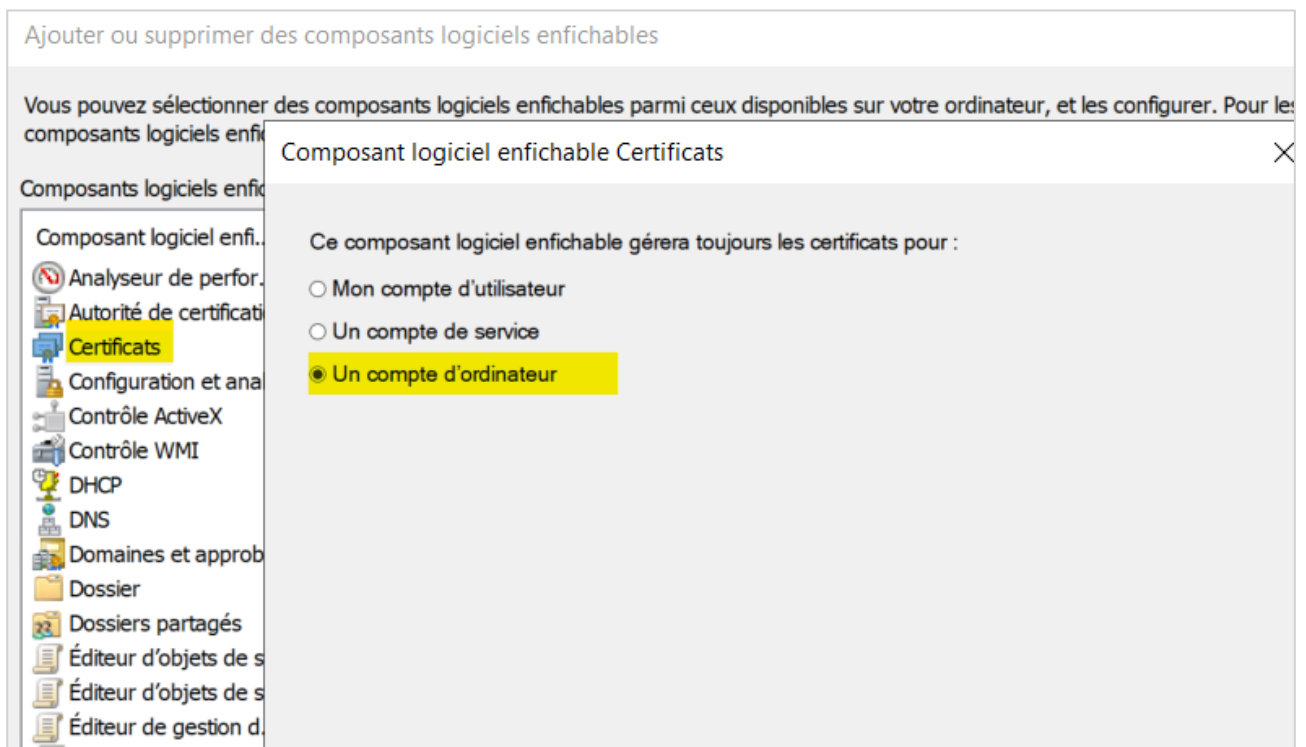 Ajouter ou supprimer des composants logiciels enfichables
Vous pouvez sélectionner des composants logiciels enfichables parmi ceux disponibles sur votre ordinateur, et les configurer. Pour les
composants logiciels enfi
Composant logiciel enfichable Certificats
Composants logiciels enfic
Composant logiciel enfi..
Ce composant logiciel enfichable gérera toujours les certificats pour :
Analyseur de perfor.
Mon compte d'utilisateur
Autorité de certificati
Un compte de service
Certificats
Un compte d'ordinateur
Configuration et anal
Contrôle ActiveX
Contrôle WMI
DHCP
DNS
Domaines et approb
Dossier
Dossiers partagés
Éditeur d'objets de s
Éditeur d'objets de s
Éditeur de gestion d.